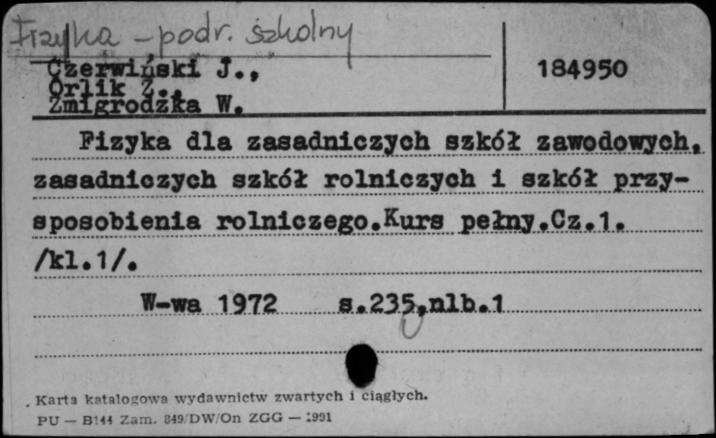 Fizyka - podr. szkolny
Czerwiński J.,
Orlik Z.,
Zmigrodzka W.
184950
Fizyka dla zasadniczych szkół zawodowych,
zasadniczych szkół rolniczych i szkół przy-
sposobienia rolniczego.Kurs pełny.Cz.1.
/kl.1/.
W-wa 1972 s.235,nlb.1
Karta katalogowa wydawnictw zwartych i ciągłych.
PU — B144 Zam. 849/DW/On ZGG — 1991